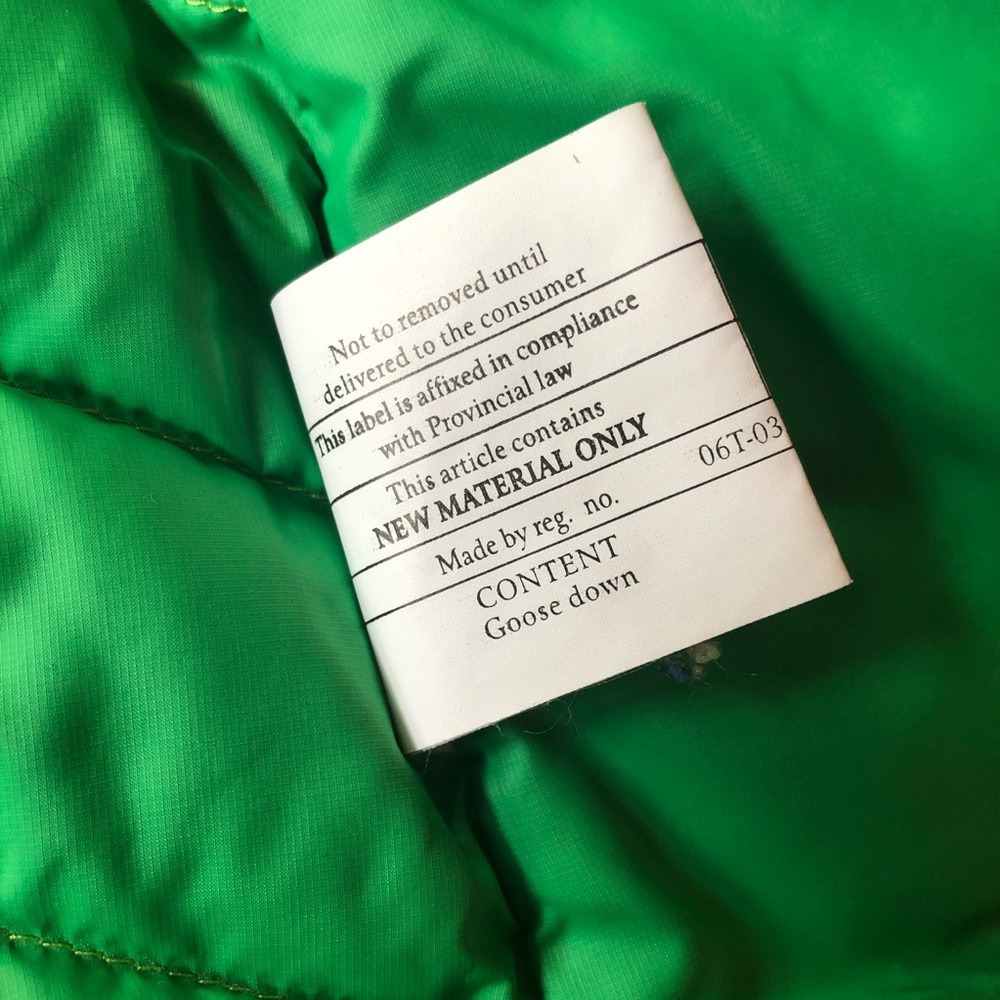 Not to removed until
delivered to the consumer
This label is affixed in compliance
with Provincial law
This article contains
NEW MATERIAL ONLY
Made by reg. no. 06T-03
CONTENT
Goose down